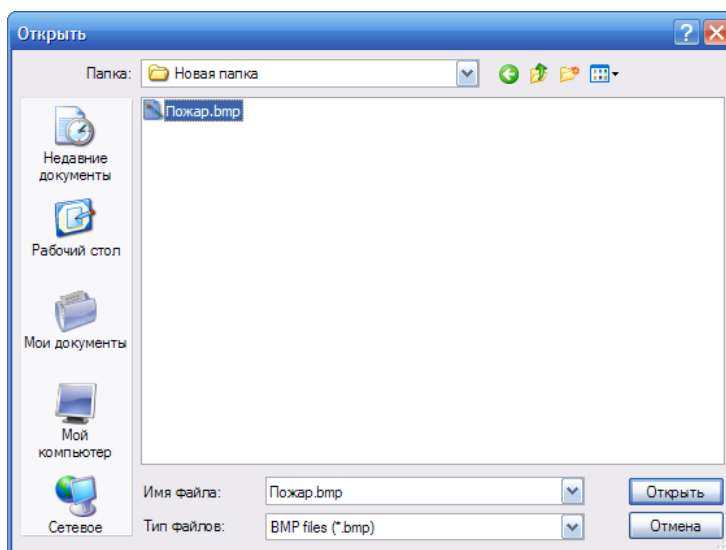 Открыть
Папка:
Новая папка
Пожар.bmp
Недавние
документы
Рабочий стол
Мои документы
Мой
компьютер
Сетевое
Имя файла:
Пожар.bmp
Открыть
Тип файлов:
BMP files (*.bmp)
Отмена